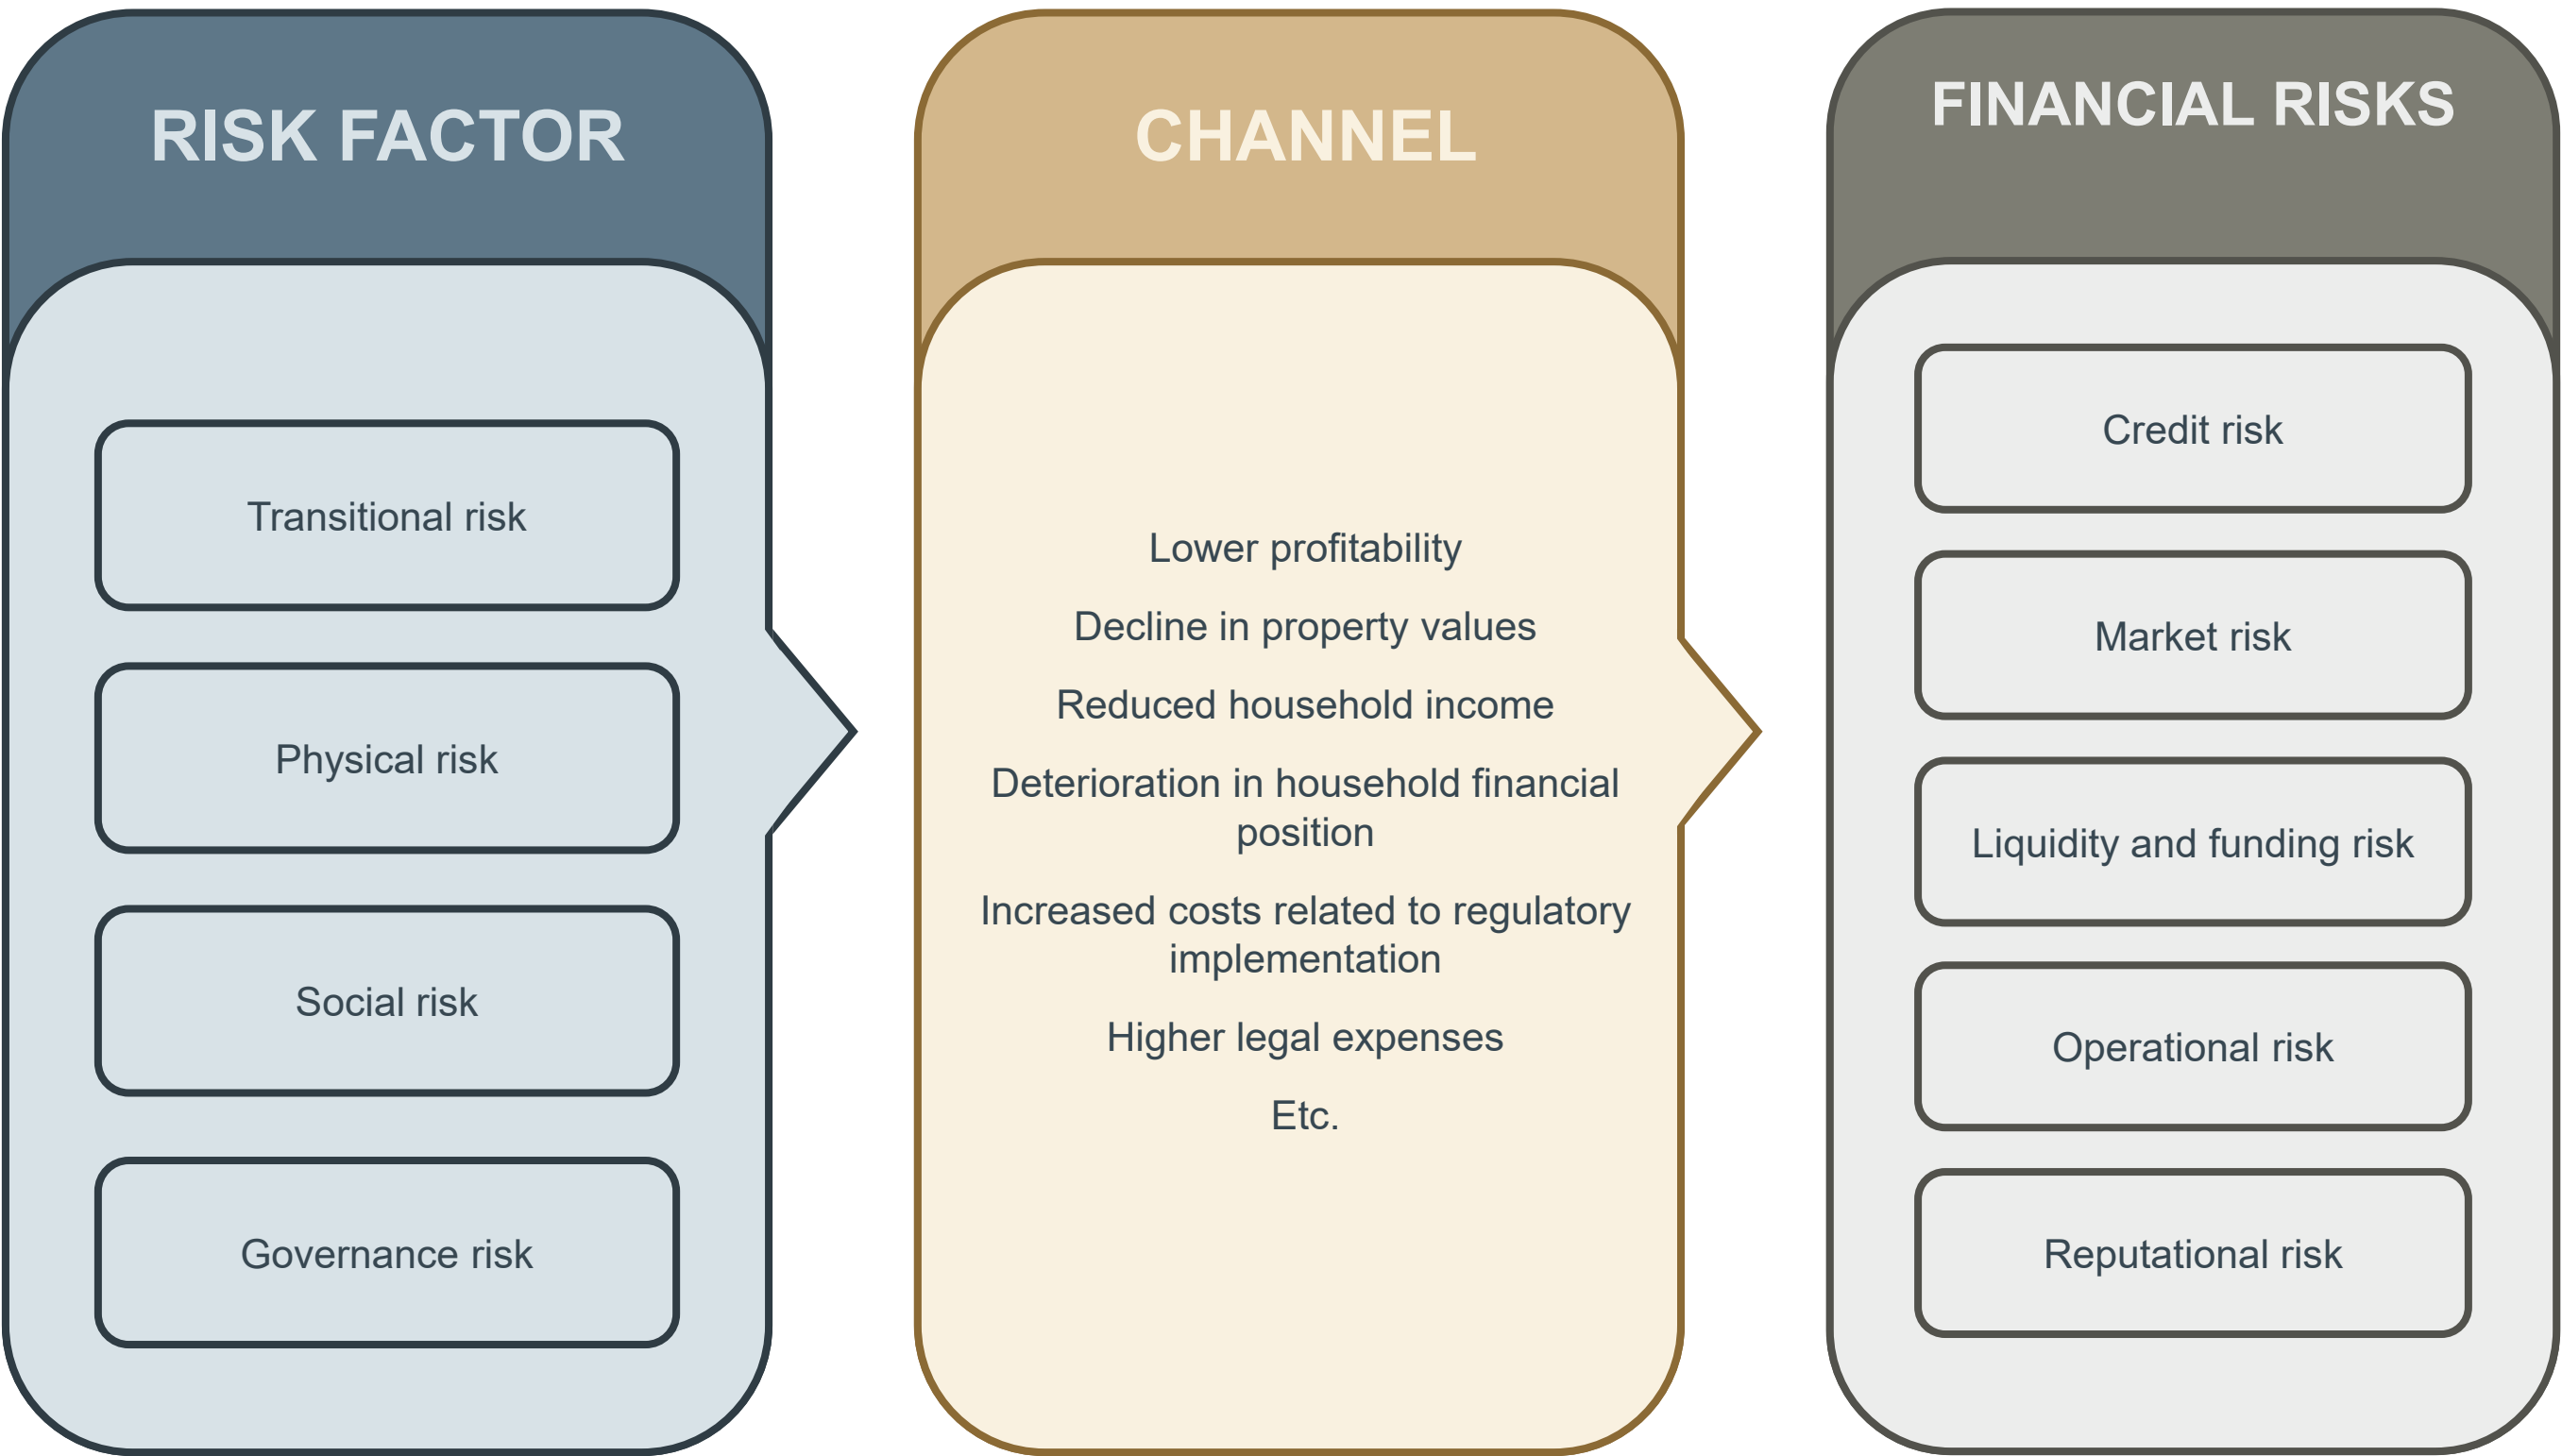 RISK FACTOR
Transitional risk
Physical risk
Social risk
Governance risk
CHANNEL
Lower profitability
Decline in property values
Reduced household income
Deterioration in household financial
position
Increased costs related to regulatory
implementation
Higher legal expenses
Etc.
FINANCIAL RISKS
Credit risk
Market risk
Liquidity and funding risk
Operational risk
Reputational risk